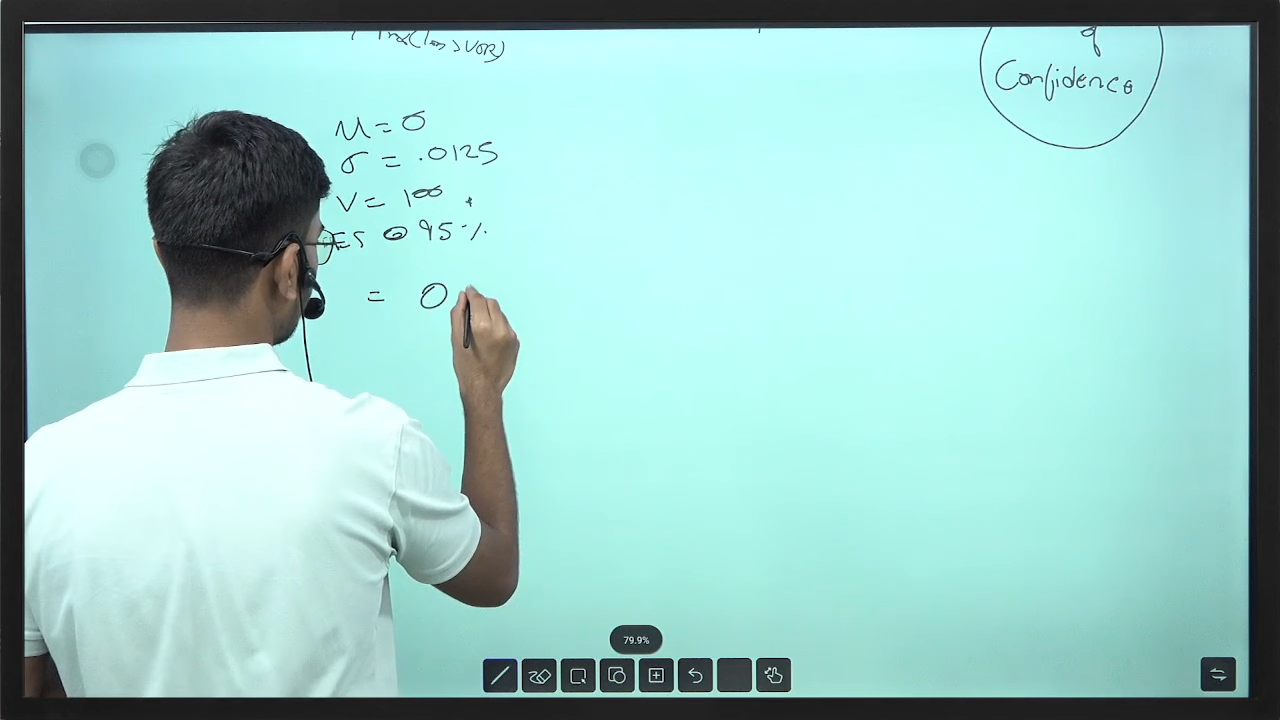 Confidence
μ = 0
σ = .0125
V = 100
ES @ 95%
= 0
79.9%